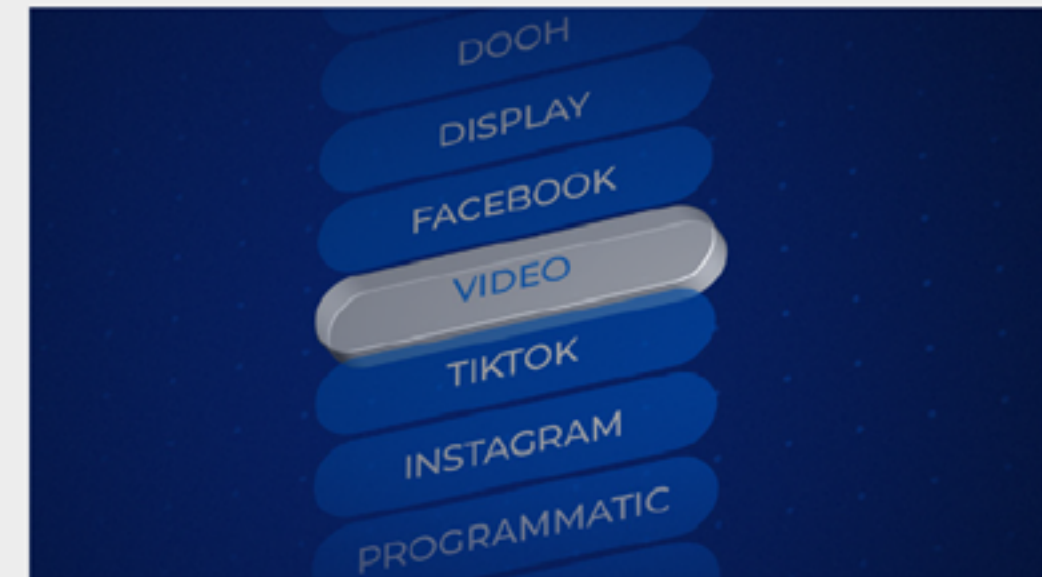 DOOH
DISPLAY
FACEBOOK
VIDEO
TIKTOK
INSTAGRAM
PROGRAMMATIC